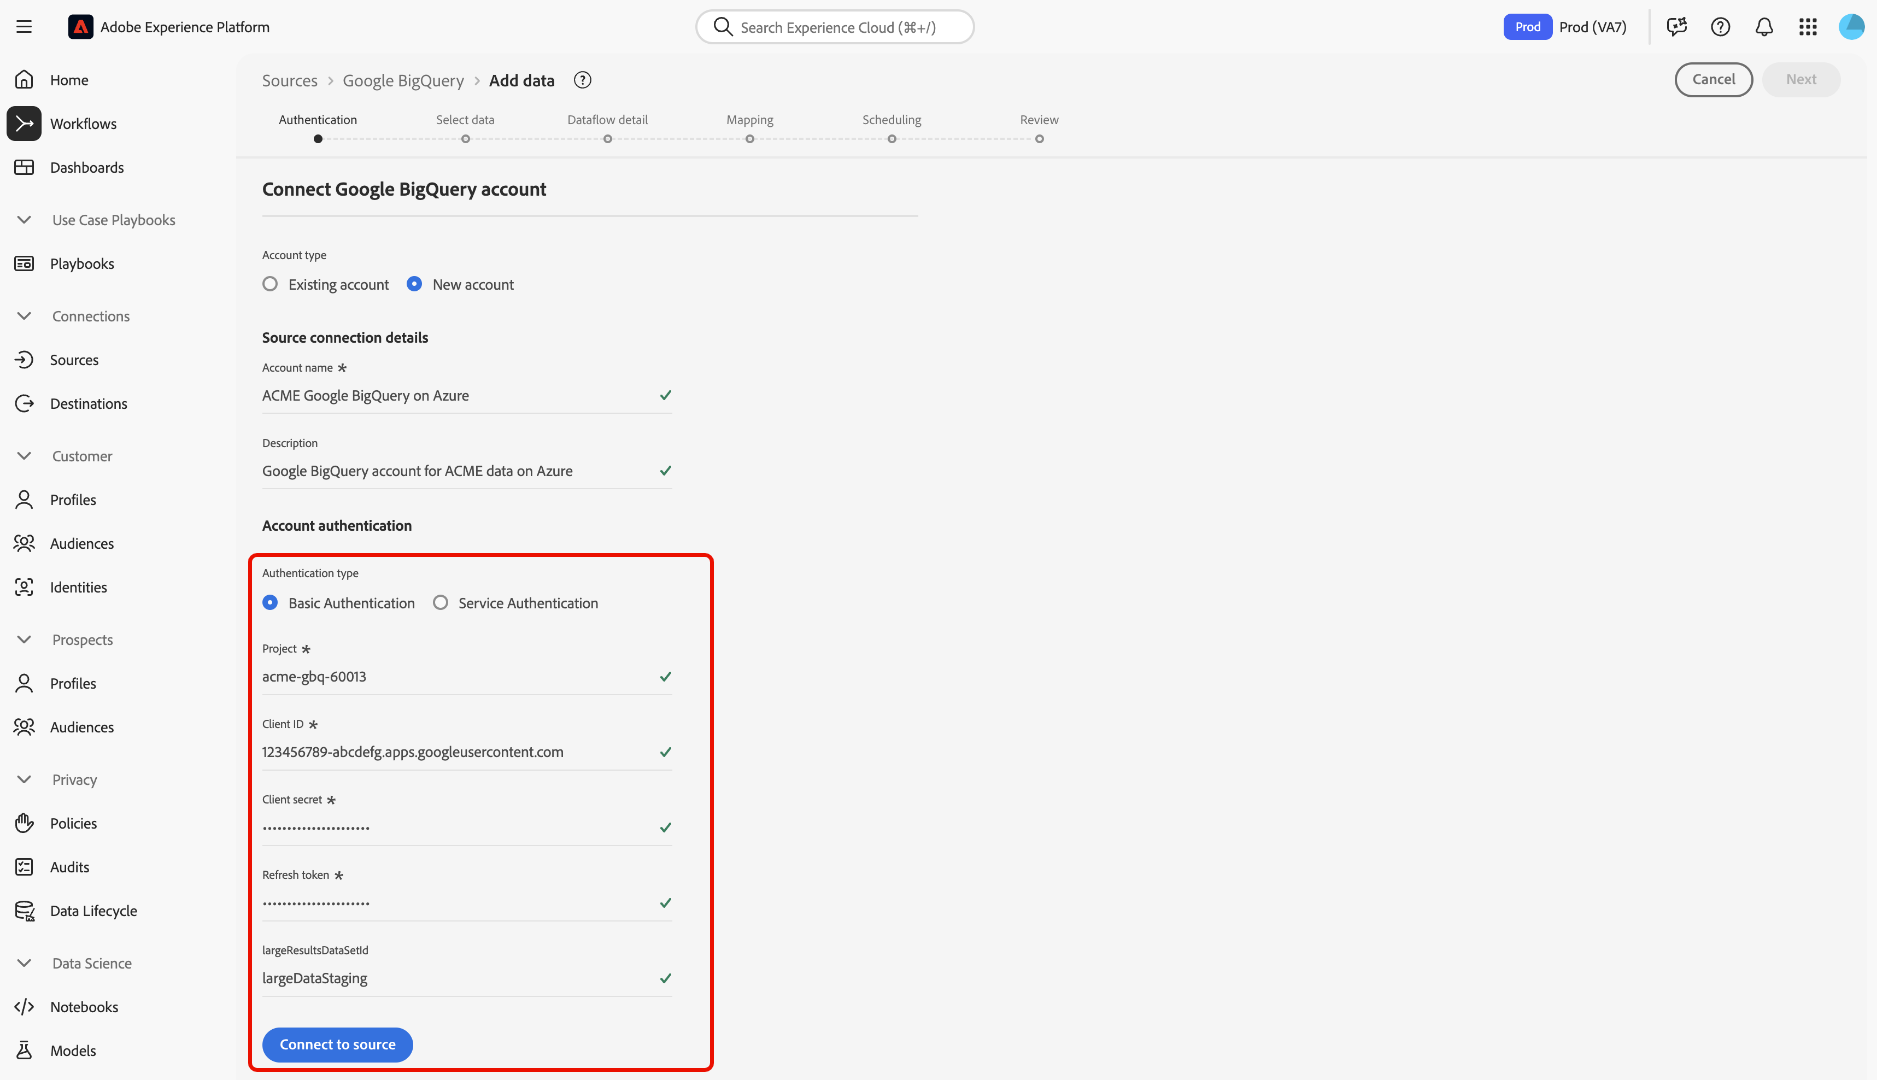 Adobe Experience Platform
Search Experience Cloud (⌘+/)
Prod
Prod (VA7)
Home
Workflows
Dashboards
Use Case Playbooks
Playbooks
Connections
Sources
Destinations
Customer
Profiles
Audiences
Identities
Prospects
Profiles
Audiences
Privacy
Policies
Audits
Data Lifecycle
Data Science
Notebooks
Models
Sources > Google BigQuery > Add data
Cancel
Next
Authentication
Select data
Dataflow detail
Mapping
Scheduling
Review
Connect Google BigQuery account
Account type
Existing account
New account
Source connection details
Account name *
ACME Google BigQuery on Azure
Description
Google BigQuery account for ACME data on Azure
Account authentication
Authentication type
Basic Authentication
Service Authentication
Project *
acme-gbq-60013
Client ID *
123456789-abcdefg.apps.googleusercontent.com
Client secret *
••••••••••••••••••••••
Refresh token *
••••••••••••••••••••••
largeResultsDataSetId
largeDataStaging
Connect to source